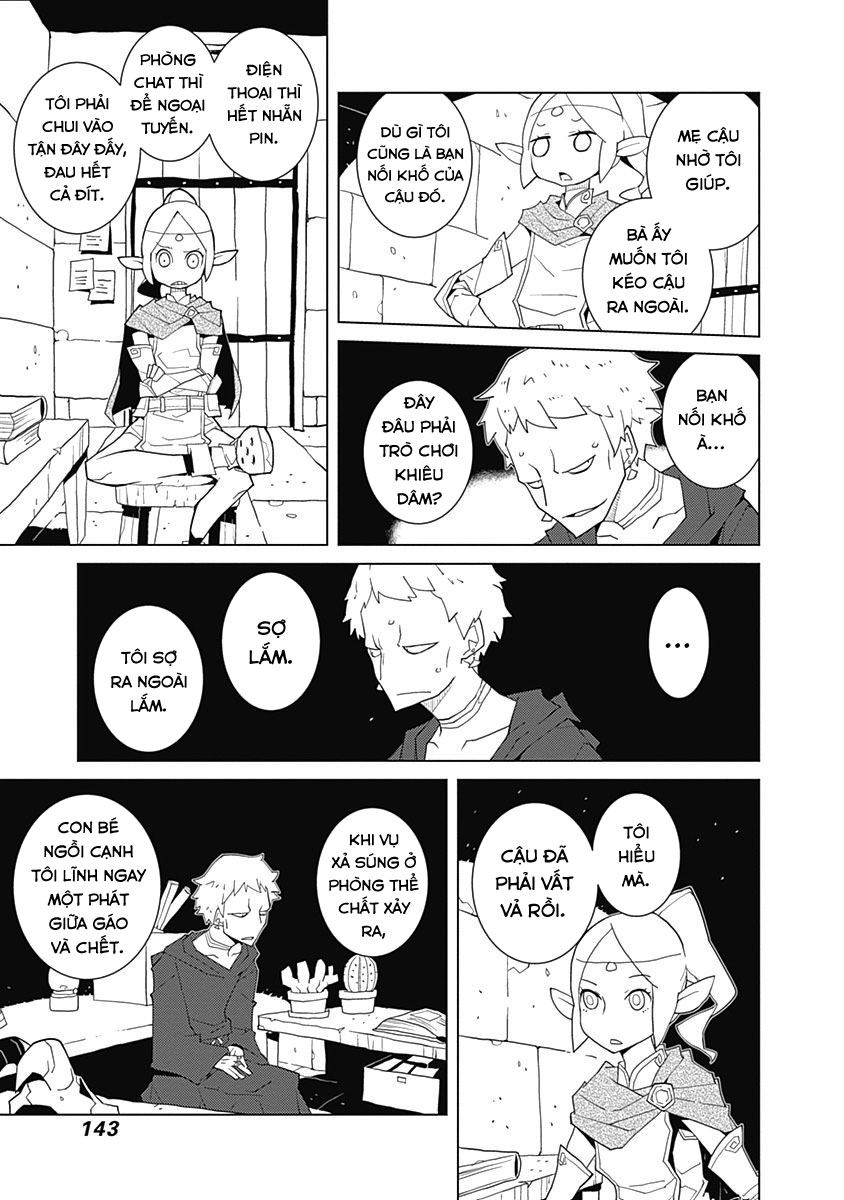 MẸ CẬU
NHỜ TÔI
GIÚP.
BÀ ẤY
MUỐN TÔI
KÉO CẬU
RA NGOÀI.
DÙ GÌ TÔI
CŨNG LÀ BẠN
NỐI KHỐ CỦA
CẬU ĐÓ.
ĐIỆN
THOẠI THÌ
HẾT NHẴN
PIN.
PHÒNG
CHAT THÌ
ĐỂ NGOẠI
TUYẾN.
TÔI PHẢI
CHUI VÀO
TẬN ĐÂY ĐẤY,
ĐAU HẾT
CẢ ĐÍT.
BẠN
NỐI KHỐ
À...
ĐÂY
ĐÂU PHẢI
TRÒ CHƠI
KHIÊU
DÂM?
...
SỢ
LẮM.
TÔI SỢ
RA NGOÀI
LẮM.
TÔI
HIỂU
MÀ.
CẬU ĐÃ
PHẢI VẤT
VẢ RỒI.
KHI VỤ
XẢ SÚNG Ở
PHÒNG THỂ
CHẤT XẢY
RA,
CON BÉ
NGỒI CẠNH
TÔI LĨNH NGAY
MỘT PHÁT
GIỮA GÁO
VÀ CHẾT.
143